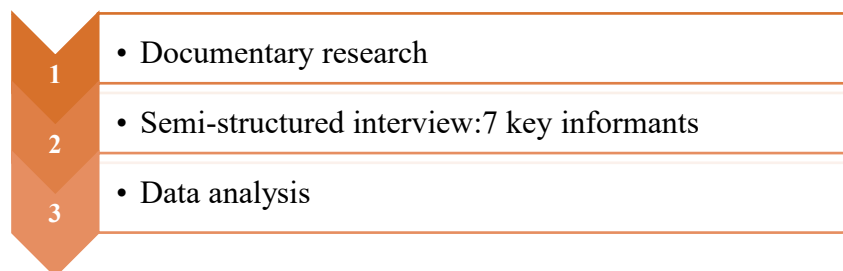 1
• Documentary research
2
• Semi-structured interview:7 key informants
3
• Data analysis